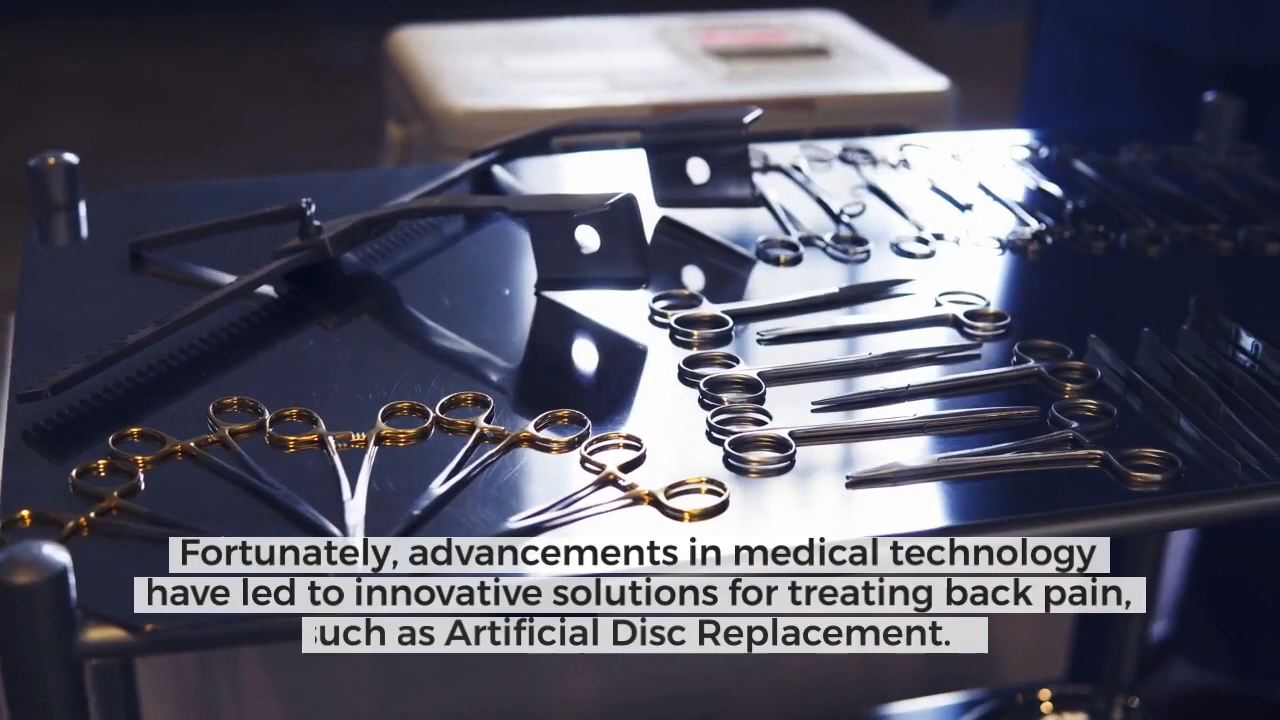 Fortunately, advancements in medical technology
have led to innovative solutions for treating back pain,
such as Artificial Disc Replacement.